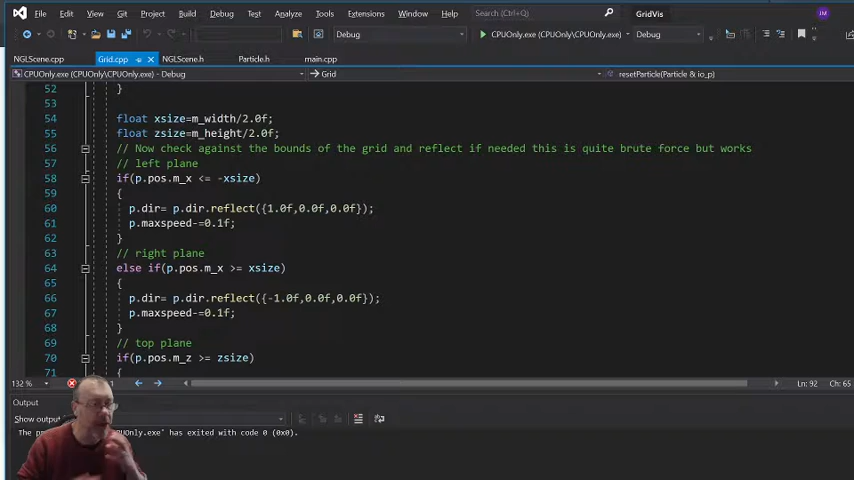 File Edit View Git Project Build Debug Test Analyze Tools Extensions Window Help Search (Ctrl+Q) GridVis JM
Debug CPUOnly.exe (CPUOnly\CPUOnly.exe) Debug
NGLScene.cpp Grid.cpp NGLScene.h Particle.h main.cpp
CPUOnly.exe (CPUOnly\CPUOnly.exe) - Debug Grid resetParticle(Particle & io_p)
52 }
53
54 float xsize=m_width/2.0f;
55 float zsize=m_height/2.0f;
56 // Now check against the bounds of the grid and reflect if needed this is quite brute force but works
57 // left plane
58 if(p.pos.m_x <= -xsize)
59 {
60 p.dir= p.dir.reflect({1.0f,0.0f,0.0f});
61 p.maxspeed-=0.1f;
62 }
63 // right plane
64 else if(p.pos.m_x >= xsize)
65 {
66 p.dir= p.dir.reflect({-1.0f,0.0f,0.0f});
67 p.maxspeed-=0.1f;
68 }
69 // top plane
70 if(p.pos.m_z >= zsize)
71 {
132 % Ln: 92 Ch: 65
Output
Show output
The CPUOnly.exe' has exited with code 0 (0x0).